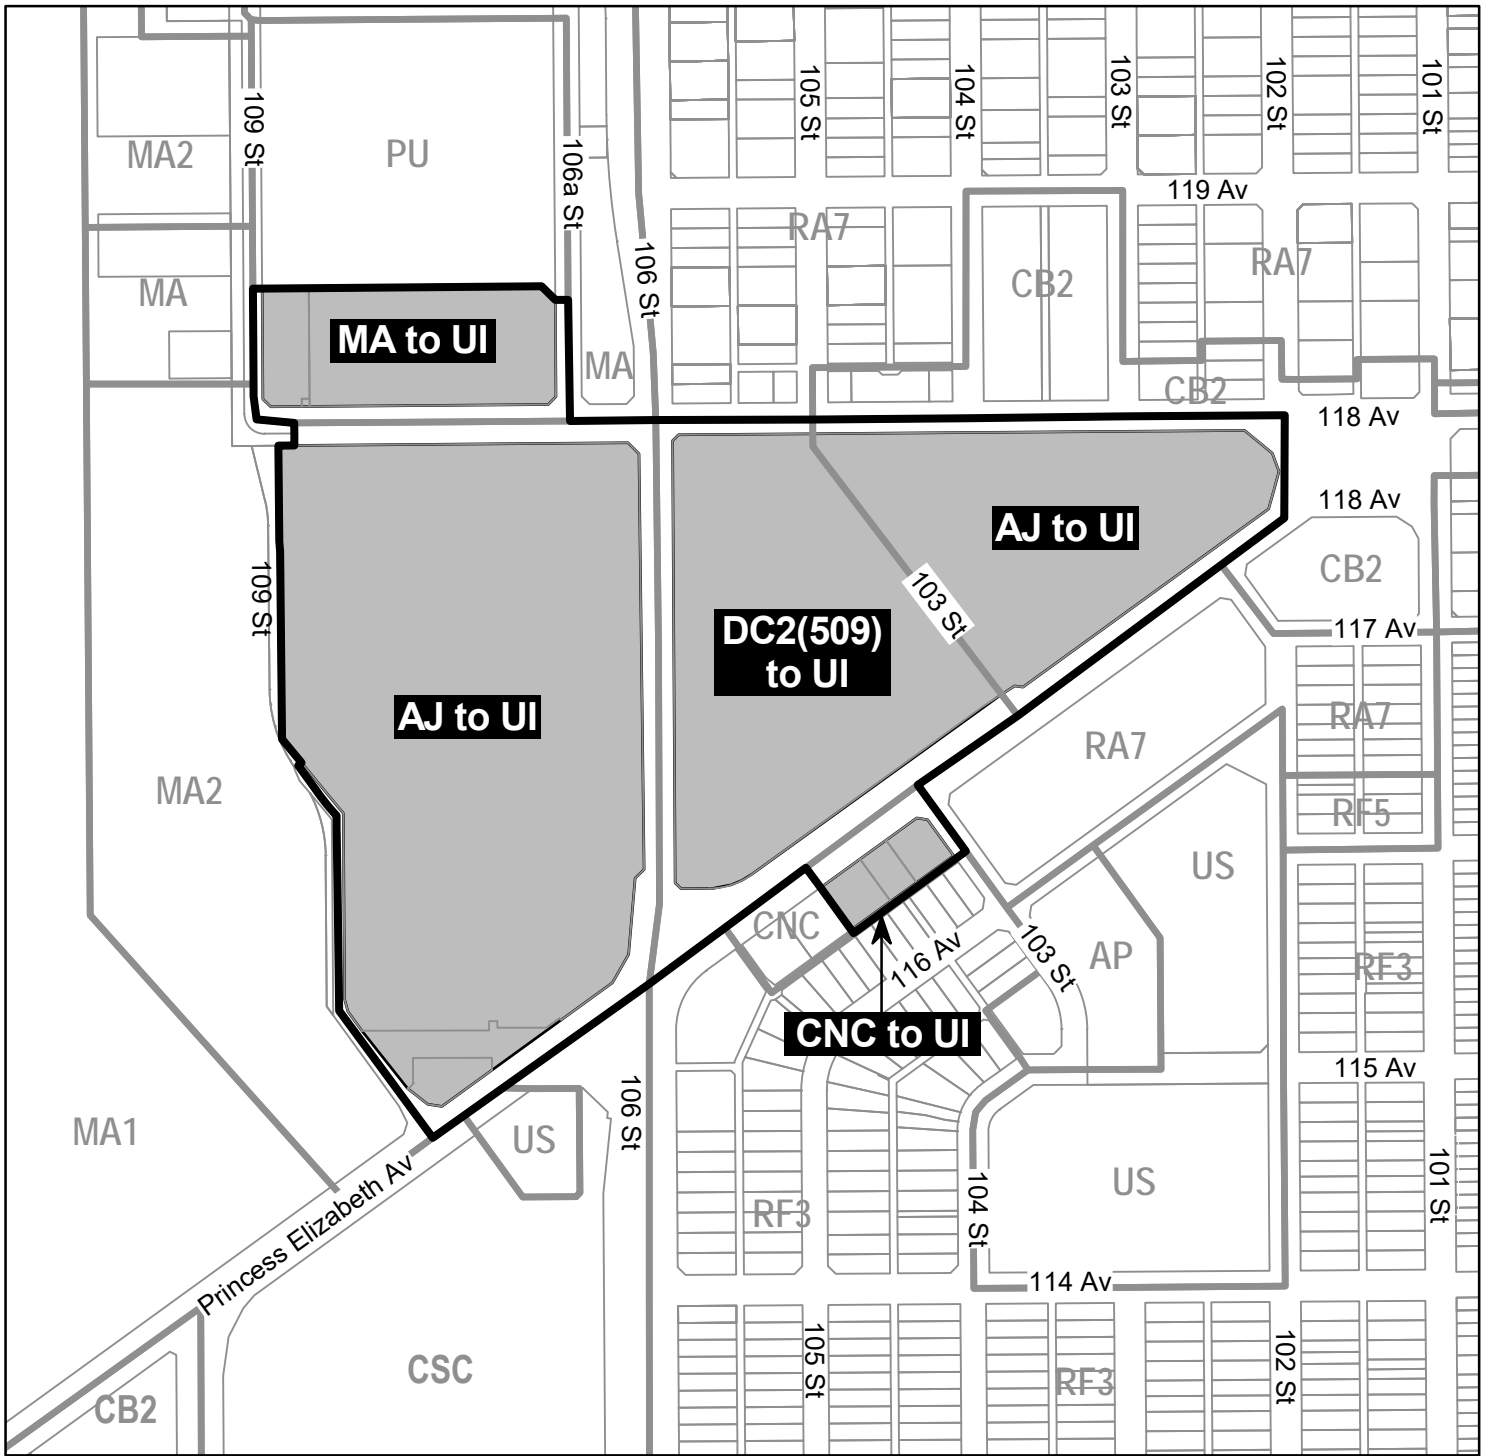 109 St
PU
106a St
106 St
105 St
104 St
103 St
102 St
101 St
MA2
119 Av
RA7
RA7
CB2
MA
MA to UI
MA
CB2
118 Av
118 Av
AJ to UI
CB2
103 St
109 St
DC2(509)
to UI
117 Av
AJ to UI
RA7
RA7
MA2
RF5
US
CNC
116 Av
103 St
AP
RF3
CNC to UI
115 Av
106 St
MA1
US
Princess Elizabeth Av
RF3
104 St
US
101 St
114 Av
105 St
102 St
CSC
RF3
CB2